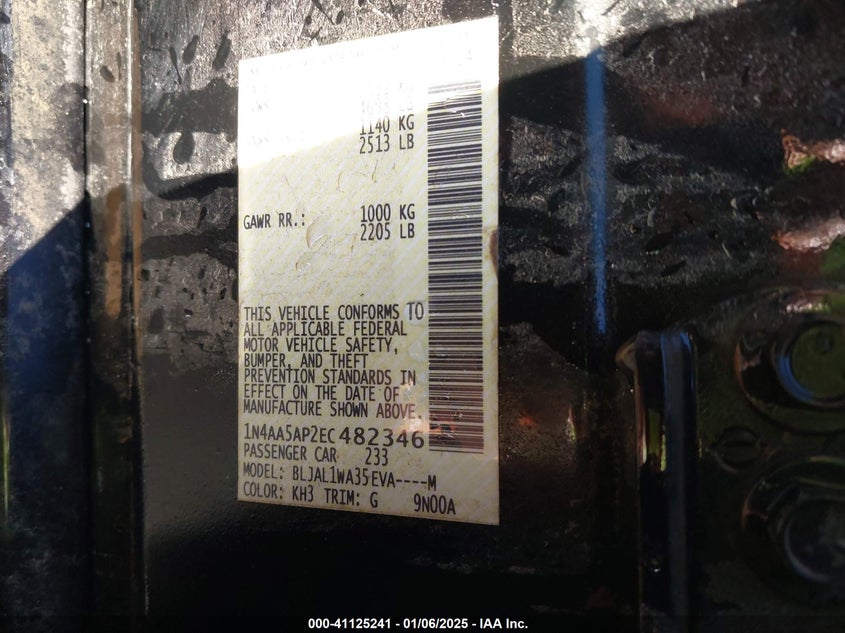 1140 KG
2513 LB
GAWR RR.: 1000 KG
2205 LB
THIS VEHICLE CONFORMS TO
ALL APPLICABLE FEDERAL
MOTOR VEHICLE SAFETY,
BUMPER, AND THEFT
PREVENTION STANDARDS IN
EFFECT ON THE DATE OF
MANUFACTURE SHOWN ABOVE.
1N4AA5AP2EC482346
PASSENGER CAR 233
MODEL: BLJAL1WA35EVA----M
COLOR: KH3 TRIM: G 9N00A
000-41125241 - 01/06/2025 - IAA Inc.